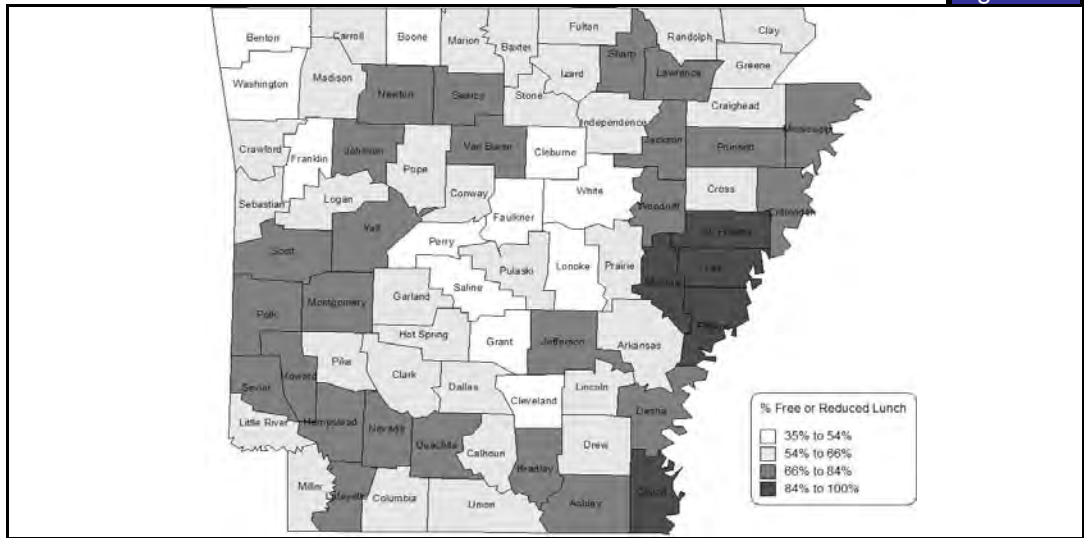 Benton
Carroll
Boone
Marion
Baxter
Fulton
Sharp
Randolph
Clay
Greene
Lawrence
Izard
Washington
Madison
Newton
Searcy
Stone
Independence
Jackson
Craighead
Mississippi
Poinsett
Crawford
Franklin
Johnson
Pope
Van Buren
Cleburne
White
Woodruff
Cross
Crittenden
Sebastian
Logan
Conway
Faulkner
St. Francis
Scott
Yell
Perry
Pulaski
Lonoke
Prairie
Monroe
Lee
Phillips
Polk
Montgomery
Garland
Saline
Hot Spring
Grant
Jefferson
Arkansas
Sevier
Howard
Pike
Clark
Dallas
Cleveland
Lincoln
Desha
Little River
Hempstead
Nevada
Ouachita
Calhoun
Bradley
Drew
Miller
Lafayette
Columbia
Union
Ashley
Chicot
% Free or Reduced Lunch
35% to 54%
54% to 66%
66% to 84%
84% to 100%